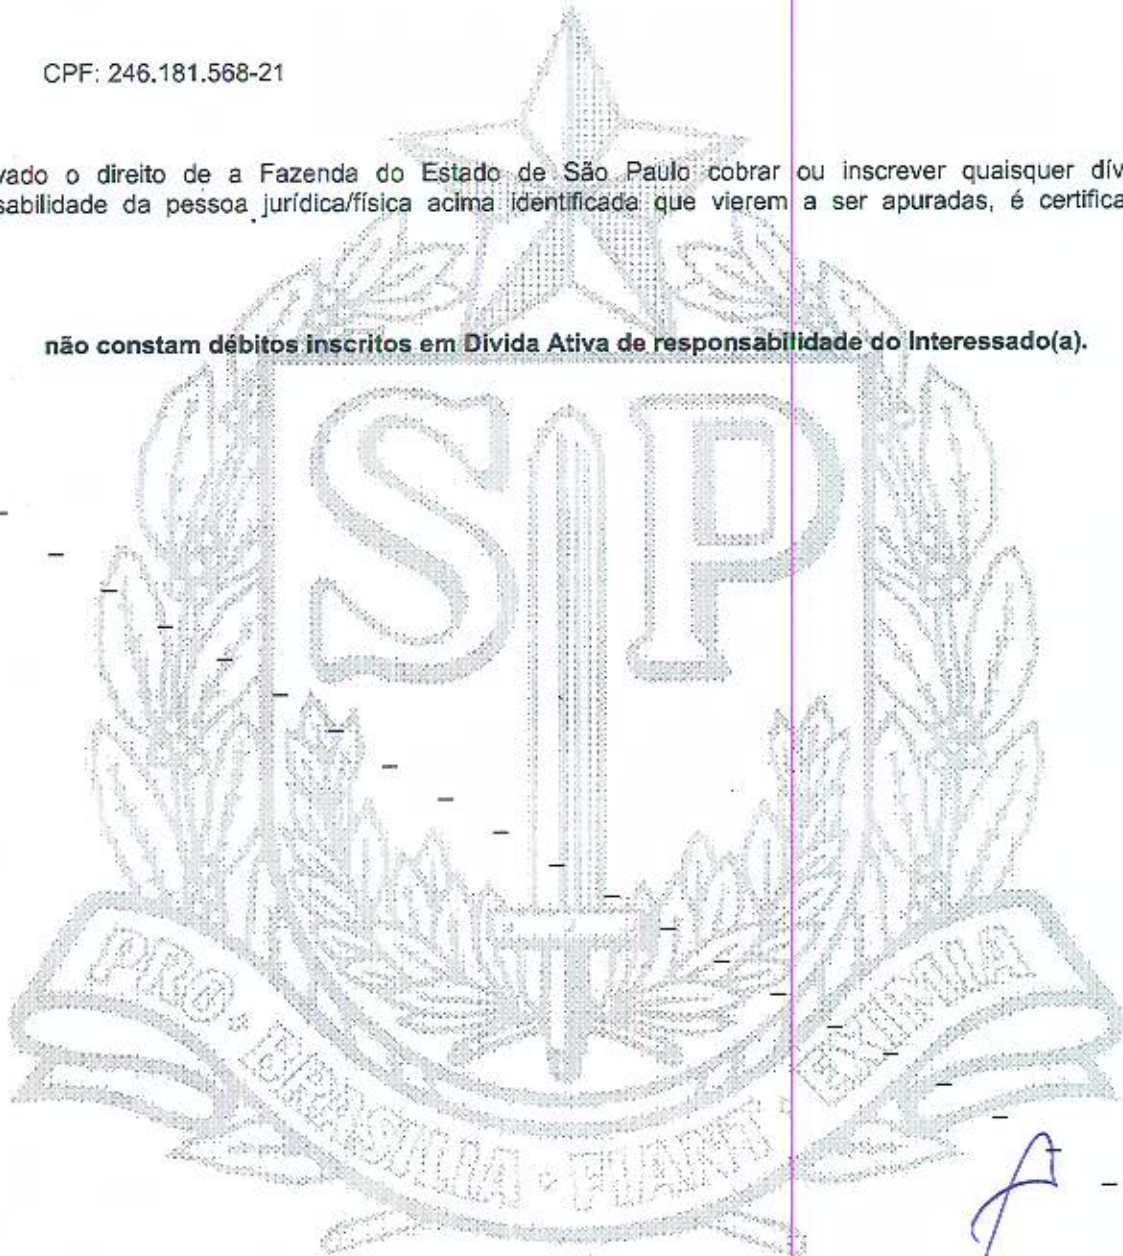 CPF: 246.181.568-21
vado o direito de a Fazenda do Estado de São Paulo cobrar ou inscrever quaisquer dív
sabilidade da pessoa jurídica/física acima identificada que vierem a ser apuradas, é certifica
não constam débitos inscritos em Divida Ativa de responsabilidade do Interessado(a).
SP
PRO · BRASILIA · FIANT · EXIMIA